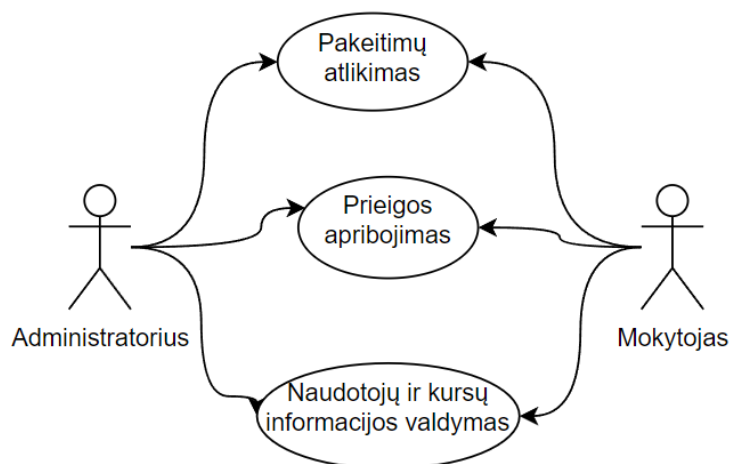 Pakeitimų
atlikimas
Prieigos
apribojimas
Administratorius
Mokytojas
Naudotojų ir kursų
informacijos valdymas